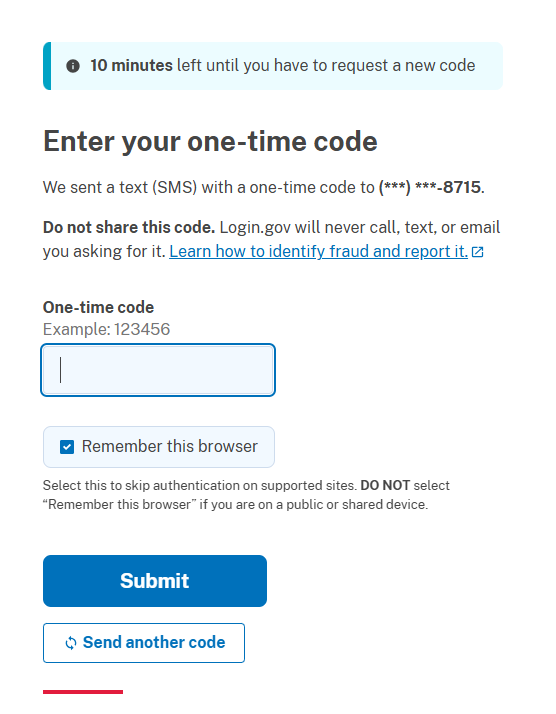 10 minutes left until you have to request a new code
Enter your one-time code
We sent a text (SMS) with a one-time code to (***) ***-8715.
Do not share this code. Login.gov will never call, text, or email
you asking for it. Learn how to identify fraud and report it.
One-time code
Example: 123456
Remember this browser
Select this to skip authentication on supported sites. DO NOT select
“Remember this browser” if you are on a public or shared device.
Submit
Send another code